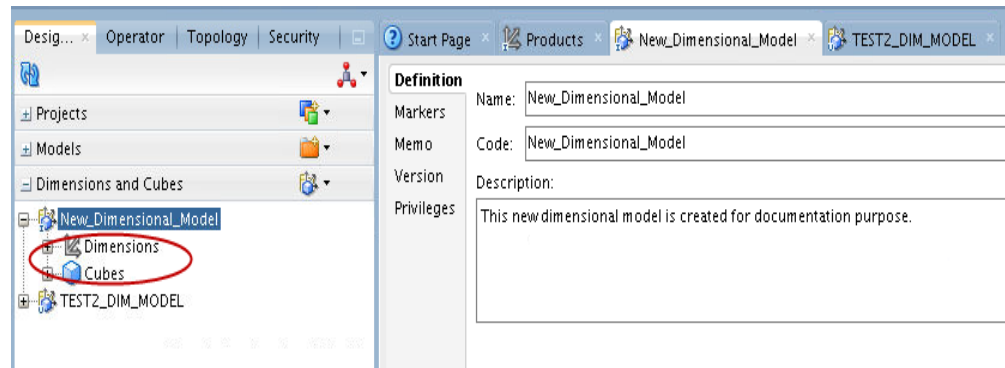 Desig... Operator Topology Security
Projects
Models
Dimensions and Cubes
New_Dimensional_Model
Dimensions
Cubes
TEST2_DIM_MODEL
Start Page Products New_Dimensional_Model TEST2_DIM_MODEL
Definition
Markers
Memo
Version
Privileges
Name: New_Dimensional_Model
Code: New_Dimensional_Model
Description:
This new dimensional model is created for documentation purpose.